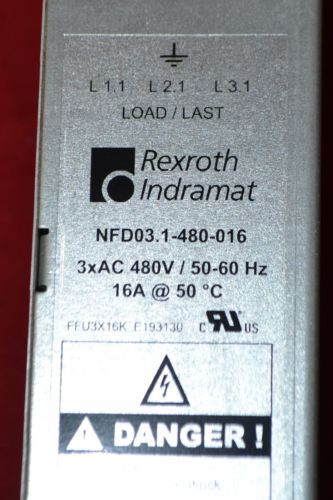 L 1.1 L 2.1 L 3.1
LOAD / LAST
Rexroth
Indramat
NFD03.1-480-016
3xAC 480V / 50-60 Hz
16A @ 50 °C
FFU3X16K E193130 C RU US
DANGER !